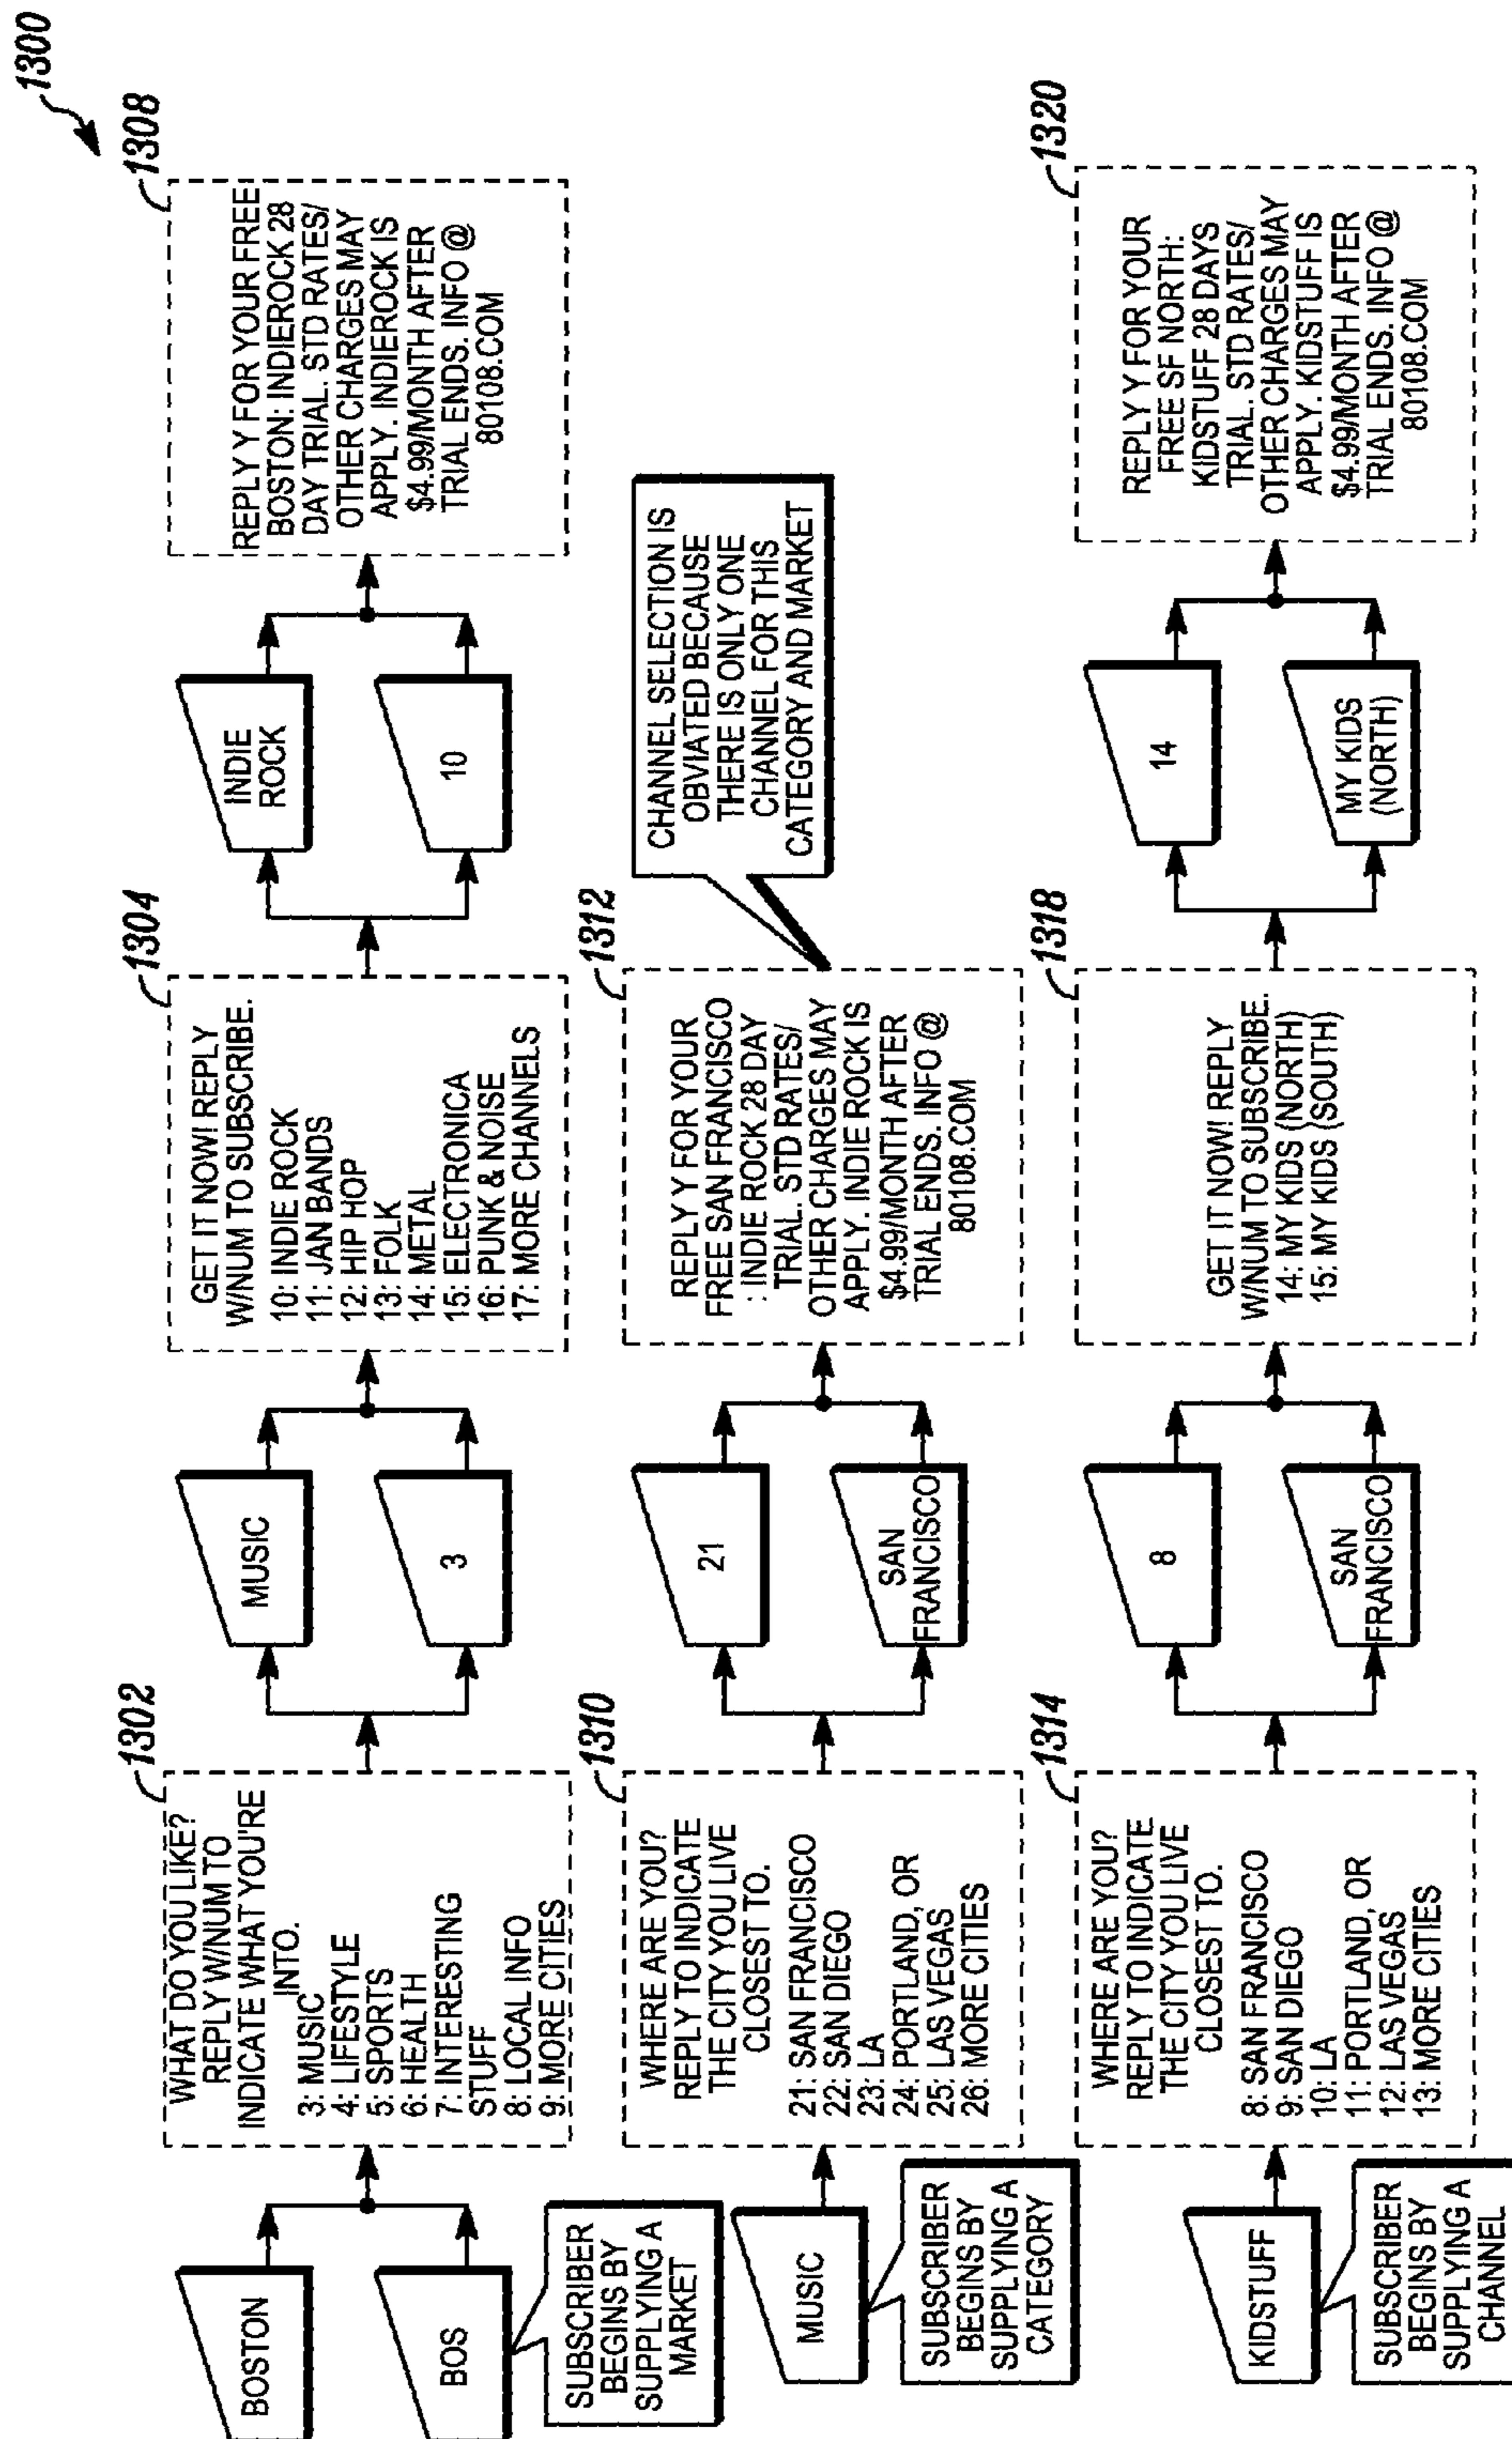 1300
BOSTON
BOS
SUBSCRIBER
BEGINS BY
SUPPLYING A
MARKET
1302
WHAT DO YOU LIKE?
REPLY W/NUM TO
INDICATE WHAT YOU'RE
INTO.
3: MUSIC
4: LIFESTYLE
5: SPORTS
6: HEALTH
7: INTERESTING
STUFF
8: LOCAL INFO
9: MORE CITIES
MUSIC
3
1304
GET IT NOW! REPLY
W/NUM TO SUBSCRIBE.
10: INDIE ROCK
11: JAN BANDS
12: HIP HOP
13: FOLK
14: METAL
15: ELECTRONICA
16: PUNK & NOISE
17: MORE CHANNELS
INDIE
ROCK
10
1308
REPLY Y FOR YOUR FREE
BOSTON: INDIEROCK 28
DAY TRIAL. STD RATES/
OTHER CHARGES MAY
APPLY. INDIEROCK IS
$4.99/MONTH AFTER
TRIAL ENDS. INFO @
80108.COM
MUSIC
SUBSCRIBER
BEGINS BY
SUPPLYING A
CATEGORY
1310
WHERE ARE YOU?
REPLY TO INDICATE
THE CITY YOU LIVE
CLOSEST TO.
21: SAN FRANCISCO
22: SAN DIEGO
23: LA
24: PORTLAND, OR
25: LAS VEGAS
26: MORE CITIES
21
SAN
FRANCISCO
1312
REPLY Y FOR YOUR
FREE SAN FRANCISCO
: INDIE ROCK 28 DAY
TRIAL. STD RATES/
OTHER CHARGES MAY
APPLY. INDIE ROCK IS
$4.99/MONTH AFTER
TRIAL ENDS. INFO @
80108.COM
CHANNEL SELECTION IS
OBVIATED BECAUSE
THERE IS ONLY ONE
CHANNEL FOR THIS
CATEGORY AND MARKET
KIDSTUFF
SUBSCRIBER
BEGINS BY
SUPPLYING A
CHANNEL
1314
WHERE ARE YOU?
REPLY TO INDICATE
THE CITY YOU LIVE
CLOSEST TO.
8: SAN FRANCISCO
9: SAN DIEGO
10: LA
11: PORTLAND, OR
12: LAS VEGAS
13: MORE CITIES
8
SAN
FRANCISCO
1318
GET IT NOW! REPLY
W/NUM TO SUBSCRIBE.
14: MY KIDS (NORTH)
15: MY KIDS (SOUTH)
14
MY KIDS
(NORTH)
1320
REPLY Y FOR YOUR
FREE SF NORTH:
KIDSTUFF 28 DAYS
TRIAL. STD RATES/
OTHER CHARGES MAY
APPLY. KIDSTUFF IS
$4.99/MONTH AFTER
TRIAL ENDS. INFO @
80108.COM